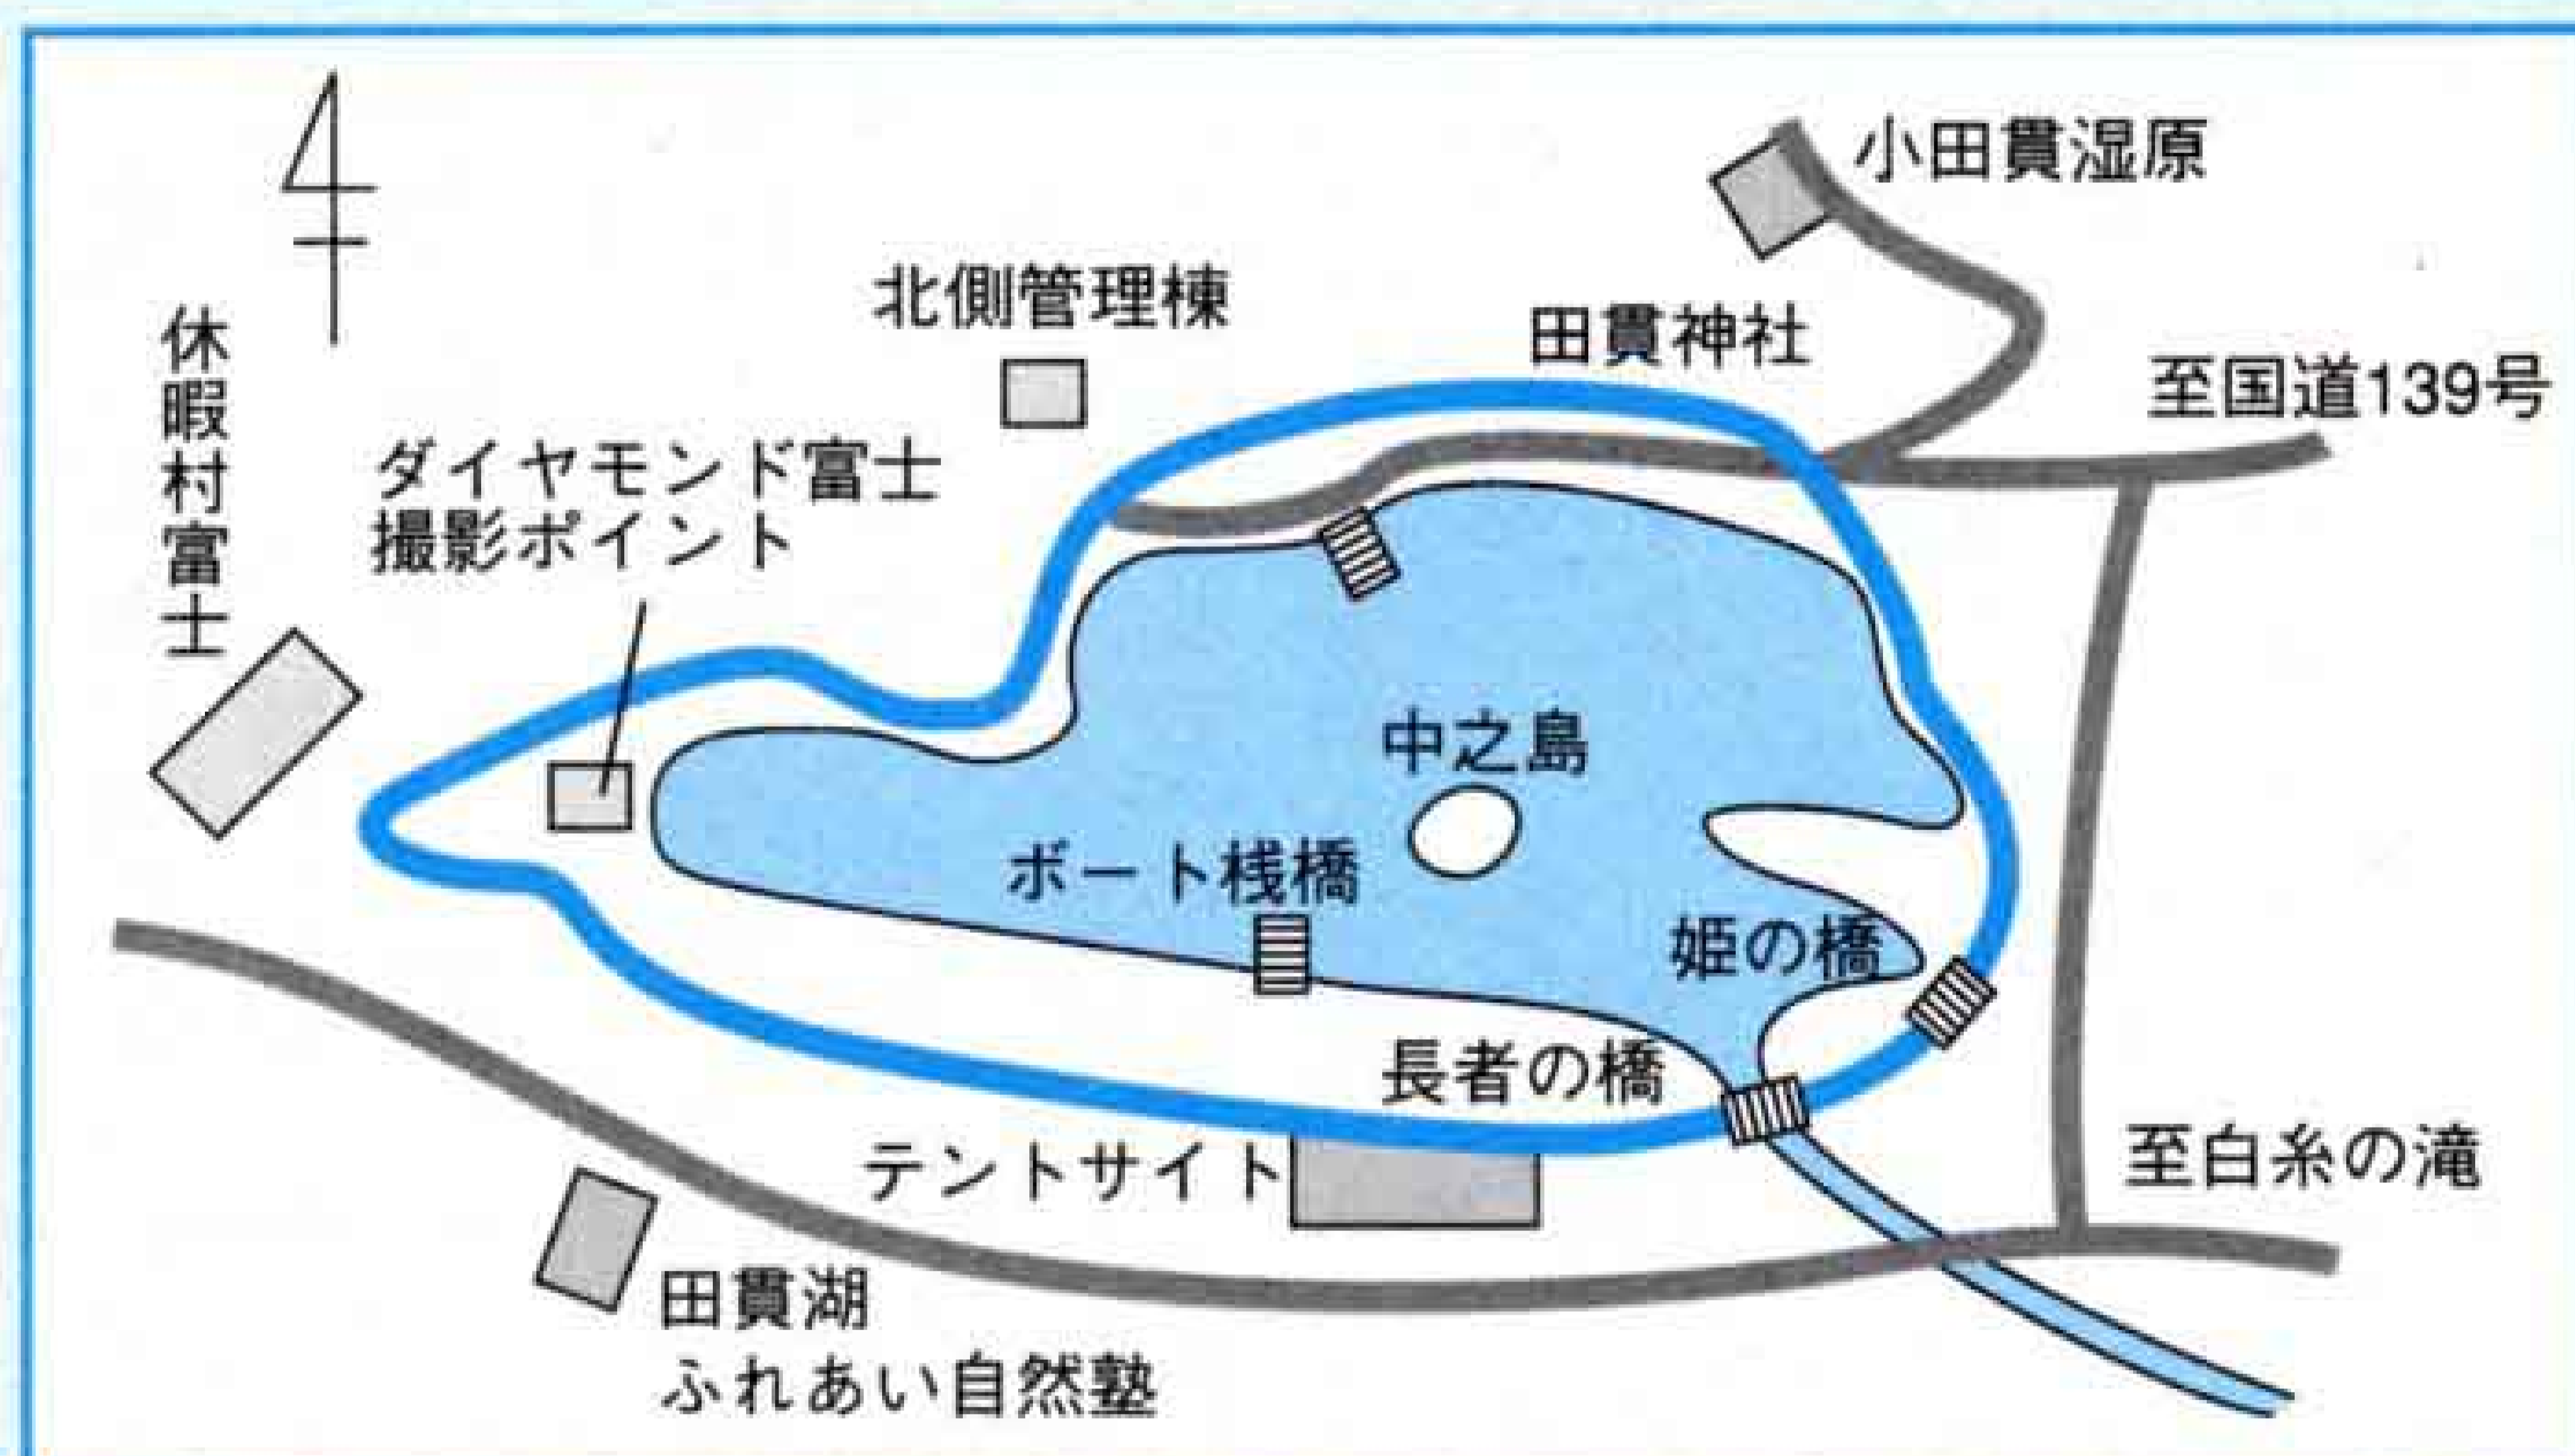 小田貫湿原
北側管理棟
田貫神社
休暇村富士
至国道139号
ダイヤモンド富士
撮影ポイント
中之島
ボート桟橋
姫の橋
長者の橋
テントサイト
至白糸の滝
田貫湖
ふれあい自然塾